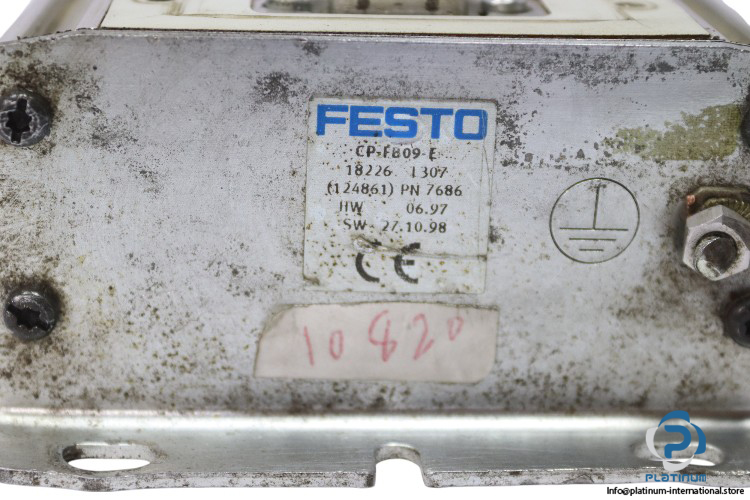 FESTO
CP-FB09-E
18226 L307
(124861) PN 7686
HW 06.97
SW 27.10.98
CE
10820
PLATINUM
Info@platinum-international.store